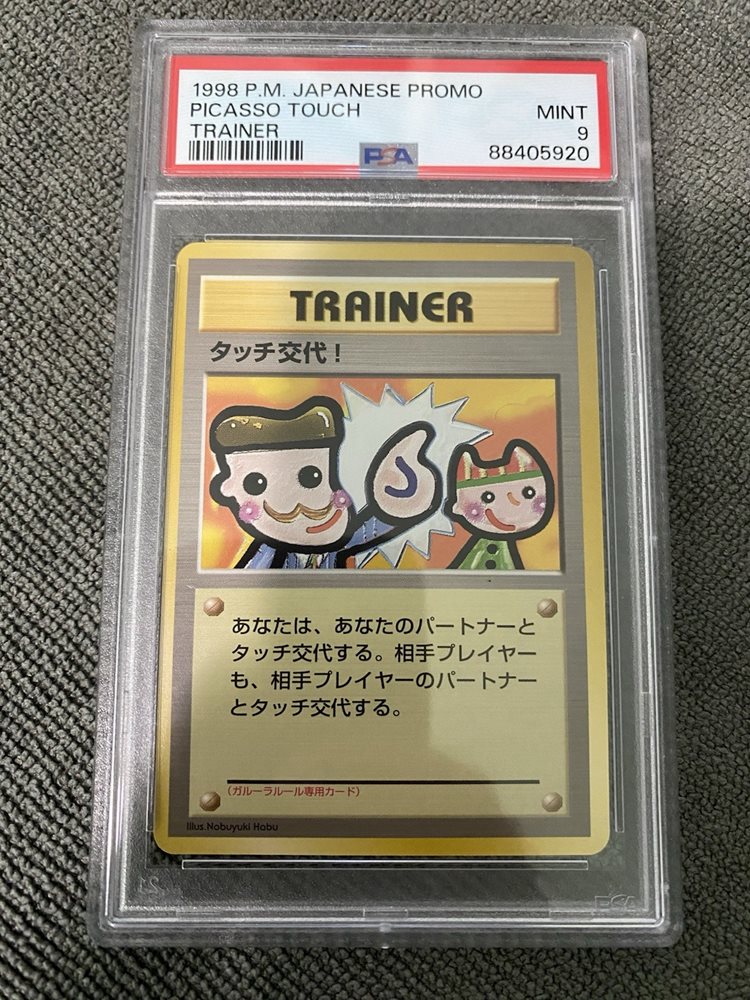 1998 P.M. JAPANESE PROMO
PICASSO TOUCH MINT
TRAINER 9
PSA 88405920
TRAINER
タッチ交代！
あなたは、あなたのパートナーと
タッチ交代する。相手プレイヤー
も、相手プレイヤーのパートナー
とタッチ交代する。
（ガルーラルール専用カード）
Illus.Nobuyuki Habu
PSA